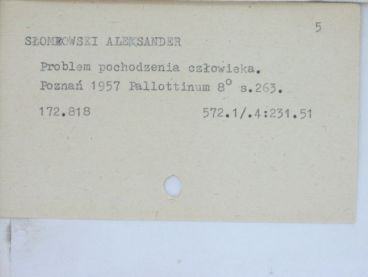 5
SŁOMKOWSKI ALEKSANDER
Problem pochodzenia człowieka.
Poznań 1957 Pallottinum 8° s.263.
172.818 572.1/.4:231.51